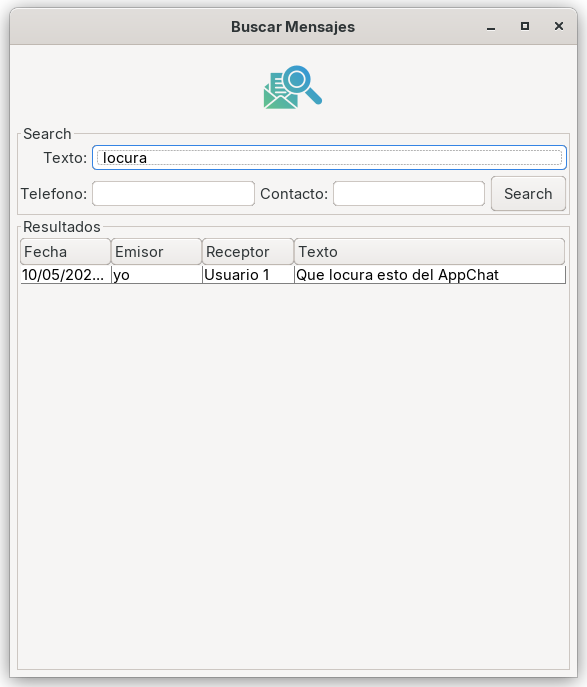 Buscar Mensajes
Search
Texto: locura
Telefono: Contacto: Search
Resultados
Fecha Emisor Receptor Texto
10/05/202... yo Usuario 1 Que locura esto del AppChat